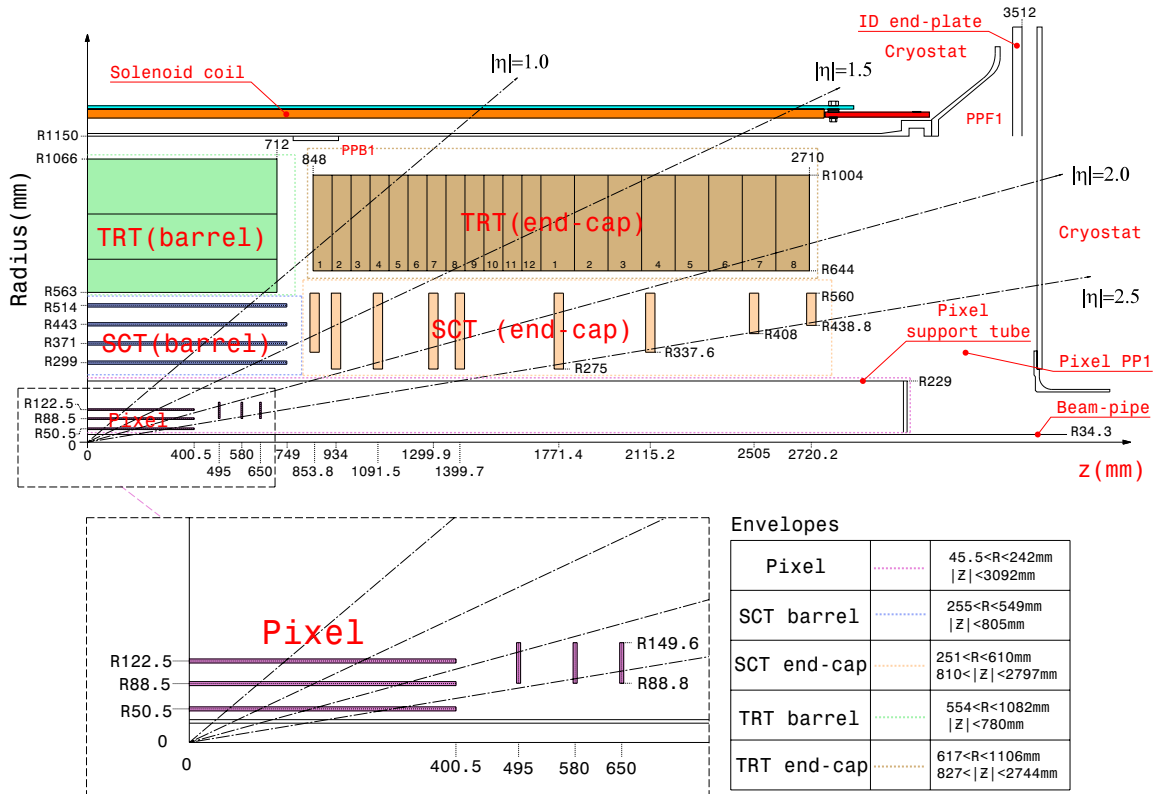 ID end-plate
3512
Cryostat
|η|=1.0
|η|=1.5
Solenoid coil
PPF1
R1150
712
PPB1
848
2710
R1066
R1004
|η|=2.0
Radius(mm)
TRT(barrel)
TRT(end-cap)
Cryostat
1 2 3 4 5 6 7 8 9 10 11 12 1 2 3 4 5 6 7 8
R644
R563
R560
|η|=2.5
R514
R443
R438.8
Pixel
support tube
SCT(barrel)
SCT (end-cap)
R408
R371
R337.6
Pixel PP1
R299
R275
R229
R122.5
Beam-pipe
R88.5
Pixel
R50.5
R34.3
0
0
400.5
580
749
934
1299.9
1771.4
2115.2
2505
2720.2
z(mm)
495
650
853.8
1091.5
1399.7
Envelopes
Pixel
45.5<R<242mm
|Z|<3092mm
SCT barrel
255<R<549mm
|Z|<805mm
SCT end-cap
251<R<610mm
810<|Z|<2797mm
TRT barrel
554<R<1082mm
|Z|<780mm
TRT end-cap
617<R<1106mm
827<|Z|<2744mm
Pixel
R149.6
R122.5
R88.5
R88.8
R50.5
0
0
400.5
495
580
650